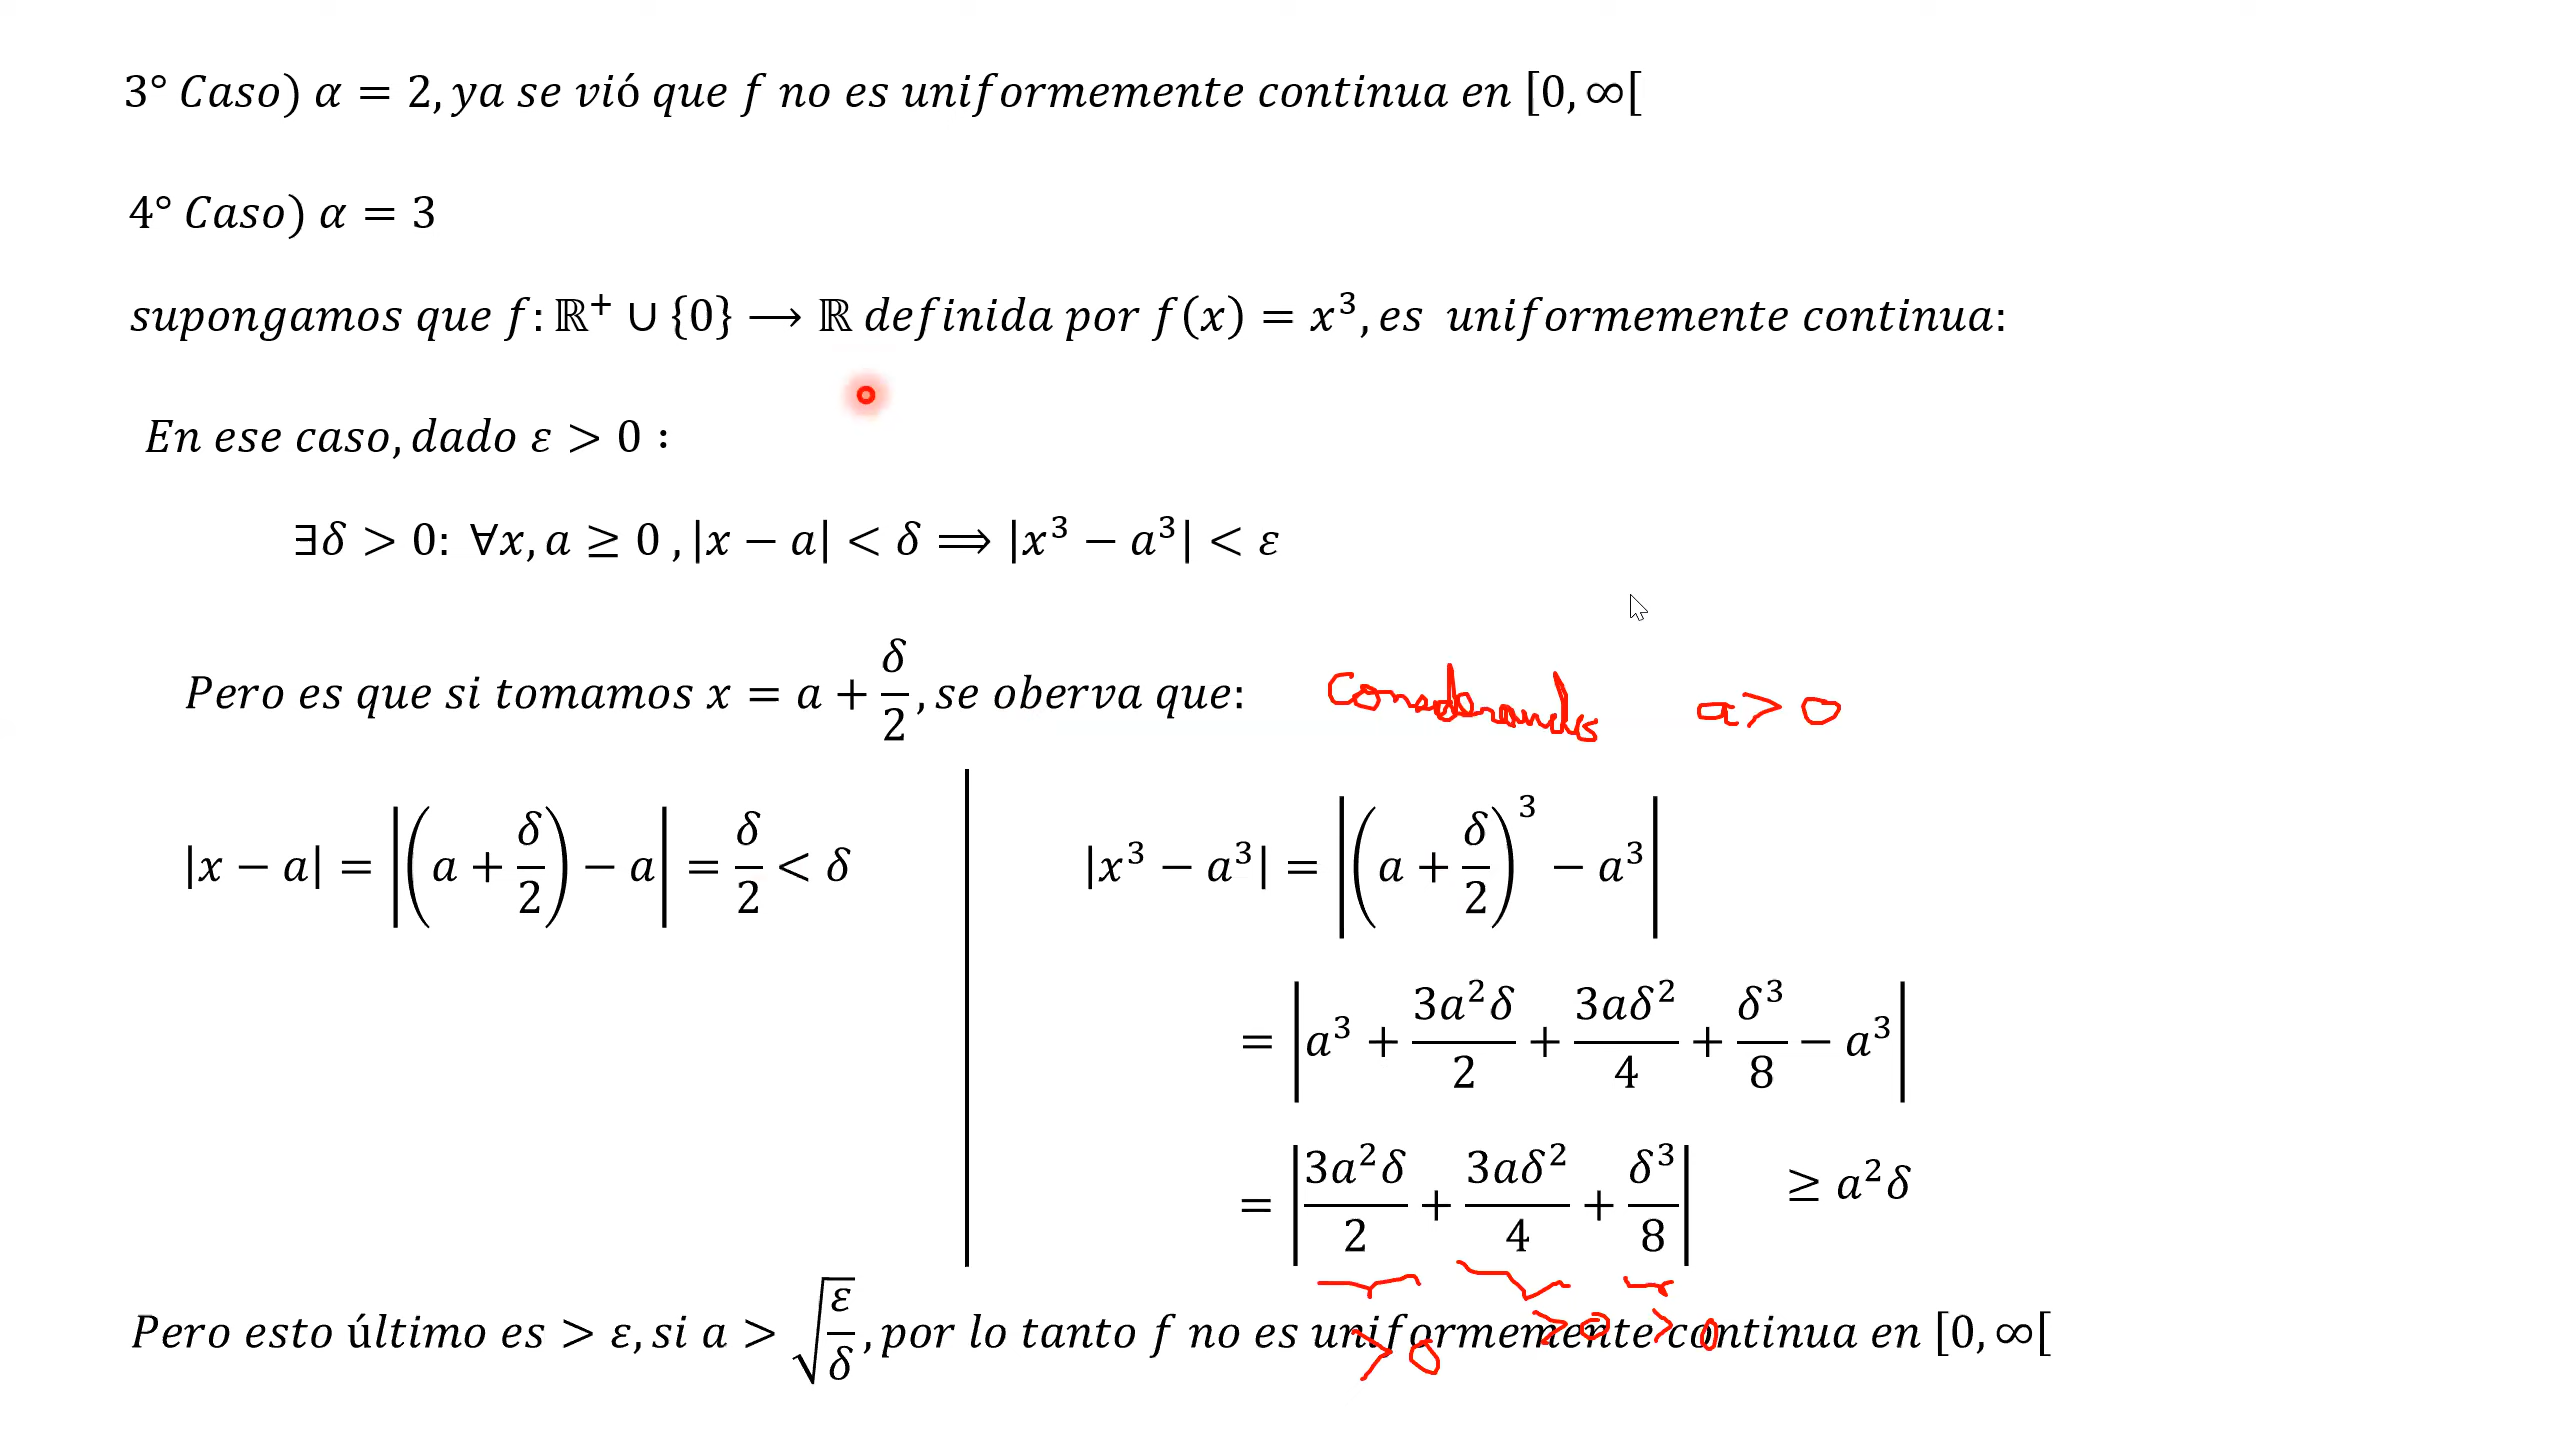 3° Caso) α = 2, ya se vió que f no es uniformemente continua en [0, ∞[
4° Caso) α = 3
supongamos que f: ℝ⁺ ∪ {0} ⟶ ℝ definida por f(x) = x³, es uniformemente continua:
En ese caso, dado ε > 0 :
∃δ > 0: ∀x, a ≥ 0 , |x − a| < δ ⟹ |x³ − a³| < ε
Pero es que si tomamos x = a + δ/2, se oberva que: a > 0
|x − a| = |(a + δ/2) − a| = δ/2 < δ
|x³ − a³| = |(a + δ/2)³ − a³|
= |a³ + 3a²δ/2 + 3aδ²/4 + δ³/8 − a³|
= |3a²δ/2 + 3aδ²/4 + δ³/8| ≥ a²δ
> 0 > 0 > 0
Pero esto último es > ε, si a > √(ε/δ), por lo tanto f no es uniformemente continua en [0, ∞[